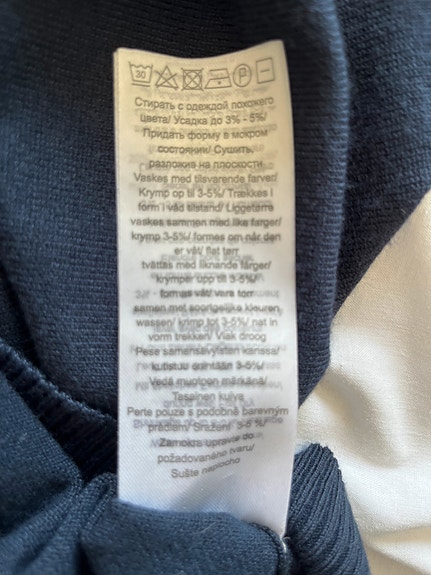 30 P
Стирать с одеждой похожего
цвета/ Усадка до 3% - 5%/
Придать форму в мокром
состоянии/ Сушить,
разложив на плоскости
Vaskes med tilsvarende farver/
Krymp op til 3-5%/ Trækkes i
form i våd tilstand/ Liggetørre
vaskes sammen med like farger/
krymp 3-5%/ formes om når den
er våt/ flat tørr
tvättas med liknande färger/
krymper upp till 3-5%/
formas våt/ torr
samen met soortgelijke kleuren
wassen/ krimp tot 3-5%/ nat in
vorm trekken/ Vlak droog
Pese samansävyisten kanssa/
kutistuu 3-5%/
Vedä muotoon märkänä/
Tasainen kuiva
Perte pouze s podobně barevným
prádlem/ Sražení/ 3-5 %/
Zamokra upravar do
požadovaného tvaru/
Sušte naplocho